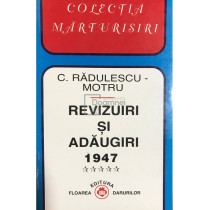 COLECȚIA
MĂRTURISIRI
C. RĂDULESCU -
MOTRU
REVIZUIRI
ȘI
ADĂUGIRI
1947
☆☆☆☆☆
EDITURA
FLOAREA DARURILOR